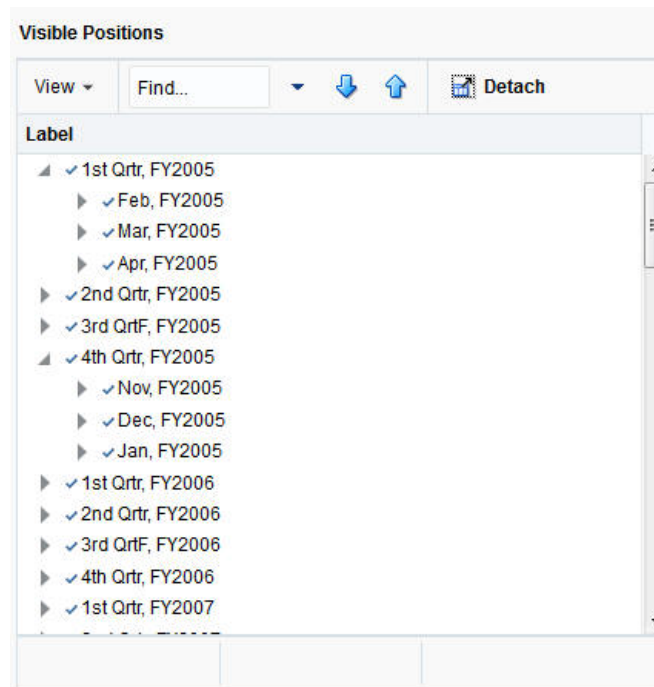 Visible Positions
View Find... Detach
Label
1st Qrtr, FY2005
Feb, FY2005
Mar, FY2005
Apr, FY2005
2nd Qrtr, FY2005
3rd QrtF, FY2005
4th Qrtr, FY2005
Nov, FY2005
Dec, FY2005
Jan, FY2005
1st Qrtr, FY2006
2nd Qrtr, FY2006
3rd QrtF, FY2006
4th Qrtr, FY2006
1st Qrtr, FY2007